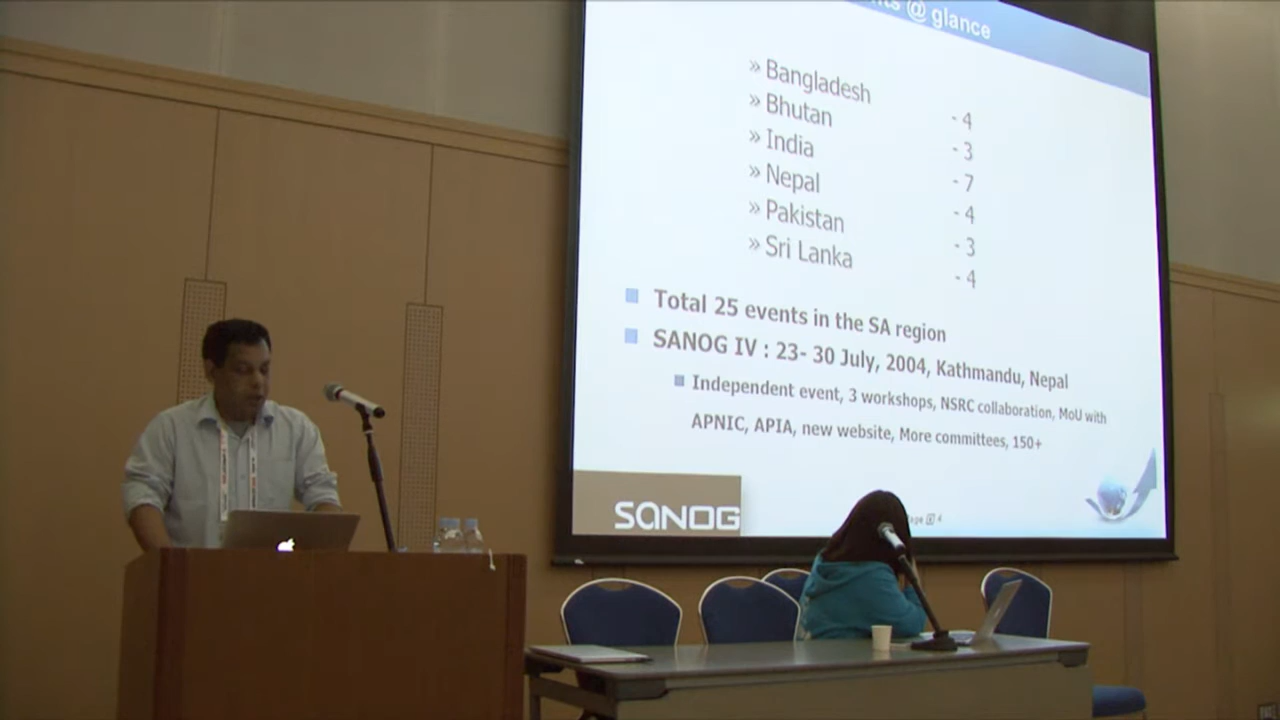 @ glance
» Bangladesh - 4
» Bhutan - 3
» India - 7
» Nepal - 4
» Pakistan - 3
» Sri Lanka - 4
Total 25 events in the SA region
SANOG IV : 23- 30 July, 2004, Kathmandu, Nepal
Independent event, 3 workshops, NSRC collaboration, MoU with
APNIC, APIA, new website, More committees, 150+
SANOG
4